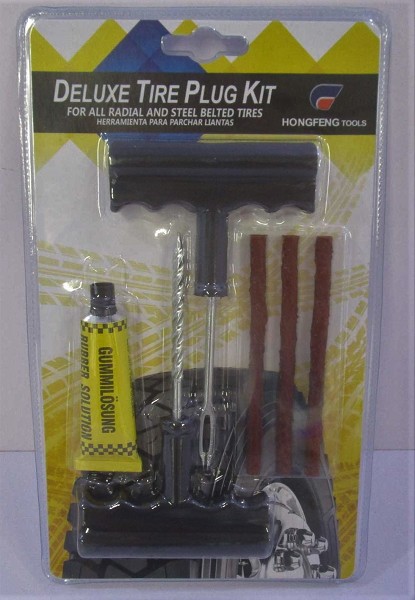 DELUXE TIRE PLUG KIT
FOR ALL RADIAL AND STEEL BELTED TIRES
HERRAMIENTA PARA PARCHAR LIANTAS
HONGFENG TOOLS
GUMMILÖSUNG
RUBBER SOLUTION